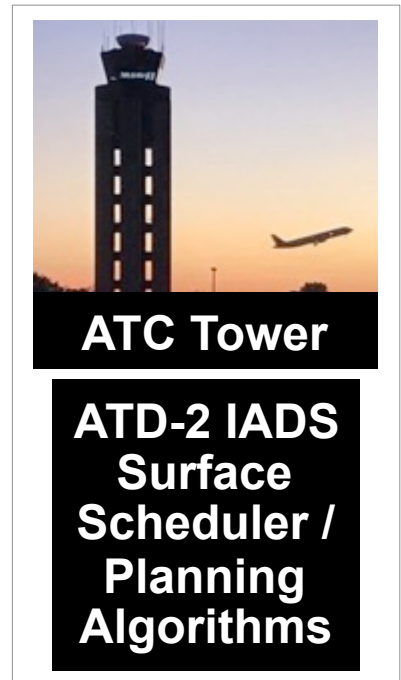 ATC Tower
ATD-2 IADS
Surface
Scheduler /
Planning
Algorithms